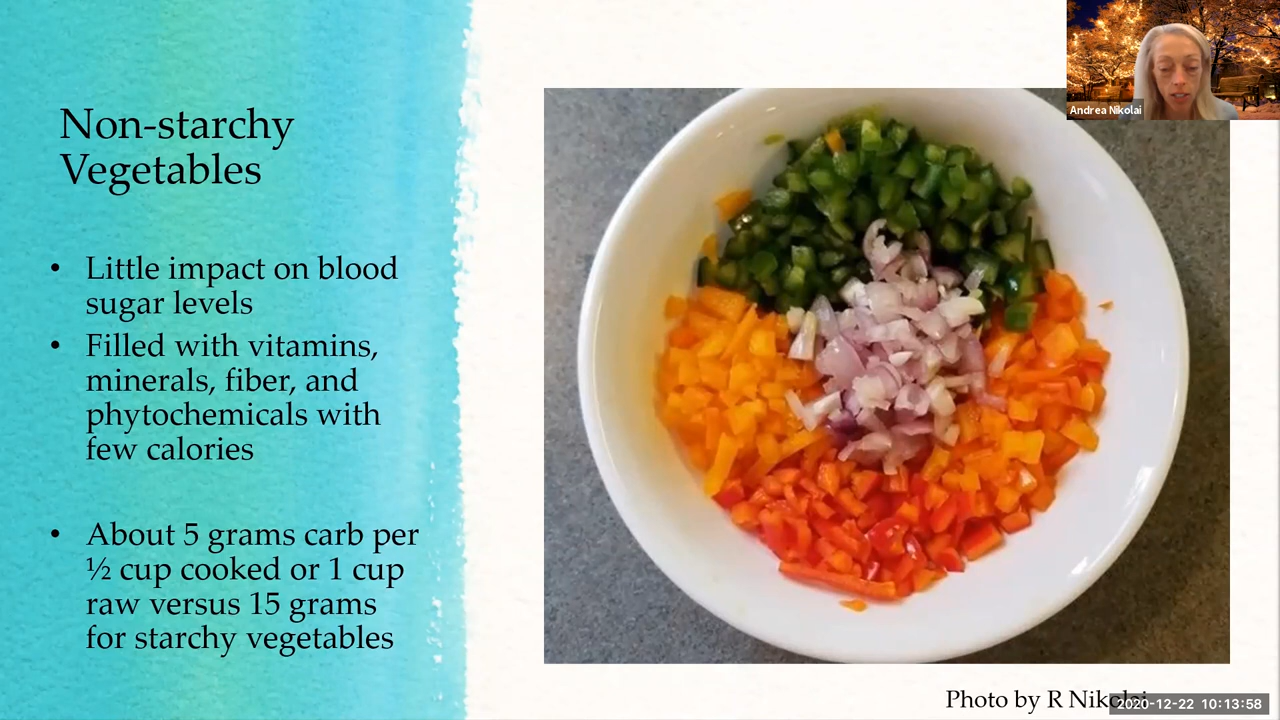 Non-starchy
Vegetables
• Little impact on blood
sugar levels
• Filled with vitamins,
minerals, fiber, and
phytochemicals with
few calories
• About 5 grams carb per
½ cup cooked or 1 cup
raw versus 15 grams
for starchy vegetables
Andrea Nikolai
Photo by R Nikolai
2020-12-22 10:13:58